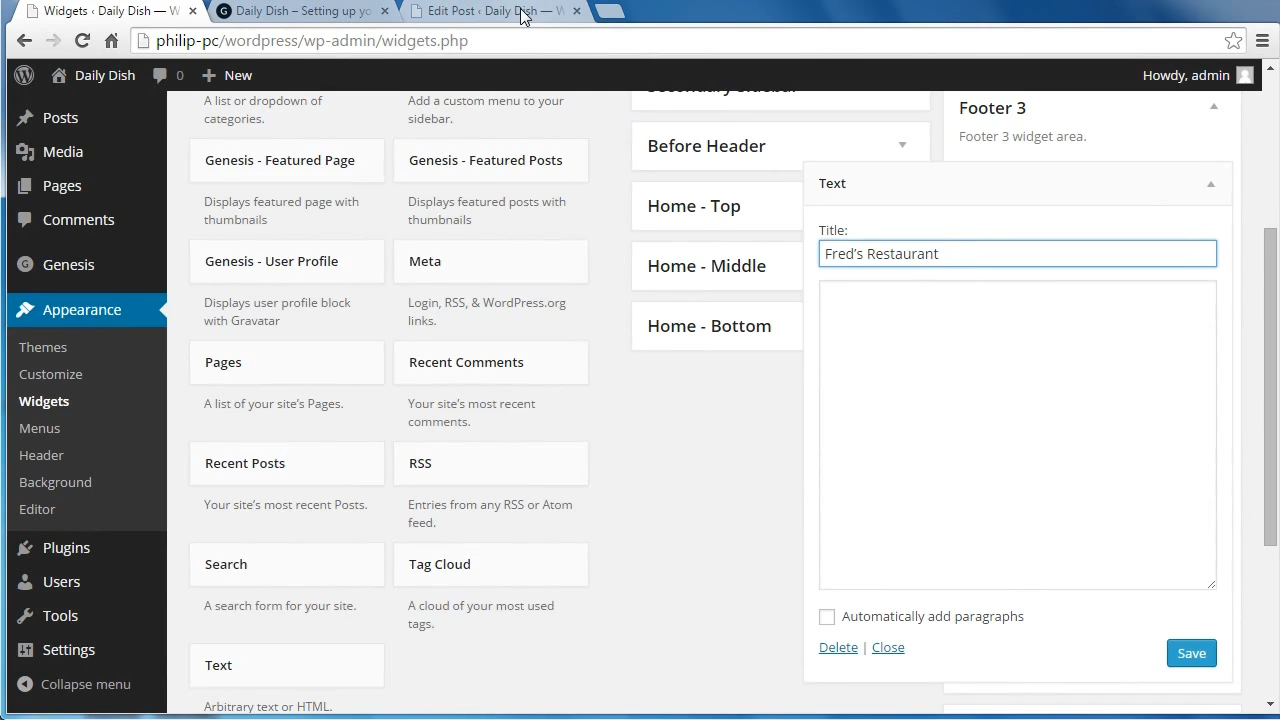 Widgets ‹ Daily Dish — W
Daily Dish – Setting up yo
Edit Post ‹ Daily Dish — W
philip-pc/wordpress/wp-admin/widgets.php
Daily Dish
0
New
Howdy, admin
Posts
Media
Pages
Comments
Genesis
Appearance
Themes
Customize
Widgets
Menus
Header
Background
Editor
Plugins
Users
Tools
Settings
Collapse menu
A list or dropdown of
categories.
Add a custom menu to your
sidebar.
Genesis - Featured Page
Genesis - Featured Posts
Displays featured page with
thumbnails
Displays featured posts with
thumbnails
Genesis - User Profile
Meta
Displays user profile block
with Gravatar
Login, RSS, & WordPress.org
links.
Pages
Recent Comments
A list of your site's Pages.
Your site's most recent
comments.
Recent Posts
RSS
Your site's most recent Posts.
Entries from any RSS or Atom
feed.
Search
Tag Cloud
A search form for your site.
A cloud of your most used
tags.
Text
Arbitrary text or HTML.
Secondary Sidebar
Before Header
Home - Top
Home - Middle
Home - Bottom
Footer 3
Footer 3 widget area.
Text
Title:
Fred's Restaurant
Automatically add paragraphs
Delete | Close
Save